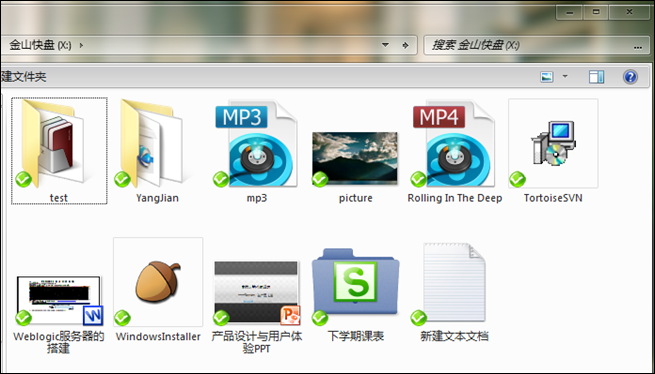 金山快盘 (X:)
搜索 金山快盘 (X:)
建文件夹
MP3
MP4
test
YangJian
mp3
picture
Rolling In The Deep
TortoiseSVN
S
W
P
Weblogic服务器的
搭建
WindowsInstaller
产品设计与用户体
验PPT
下学期课表
新建文本文档